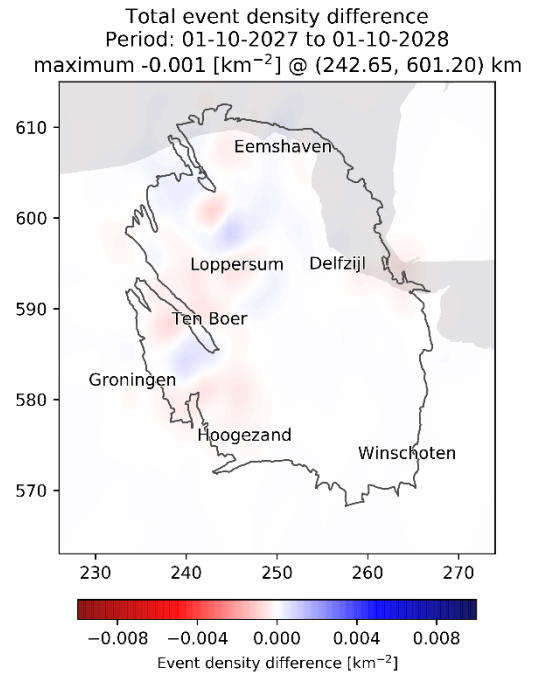 Total event density difference
Period: 01-10-2027 to 01-10-2028
maximum -0.001 [km⁻²] @ (242.65, 601.20) km
610
Eemshaven
600
Loppersum
Delfzijl
590
Ten Boer
Groningen
580
Hoogezand
Winschoten
570
230
240
250
260
270
−0.008
−0.004
0.000
0.004
0.008
Event density difference [km⁻²]